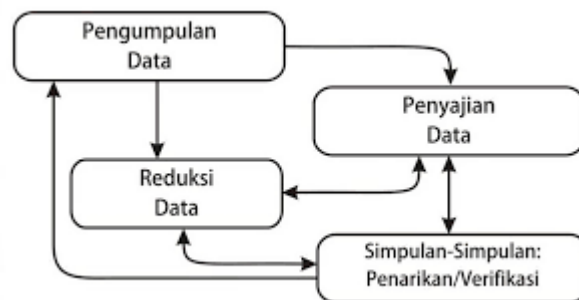 Pengumpulan
Data
Penyajian
Data
Reduksi
Data
Simpulan-Simpulan:
Penarikan/Verifikasi